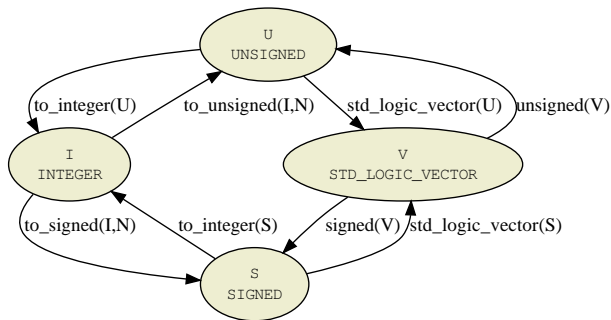 U
UNSIGNED
to_integer(U)
to_unsigned(I,N)
std_logic_vector(U)
unsigned(V)
I
INTEGER
V
STD_LOGIC_VECTOR
to_signed(I,N)
to_integer(S)
signed(V)
std_logic_vector(S)
S
SIGNED